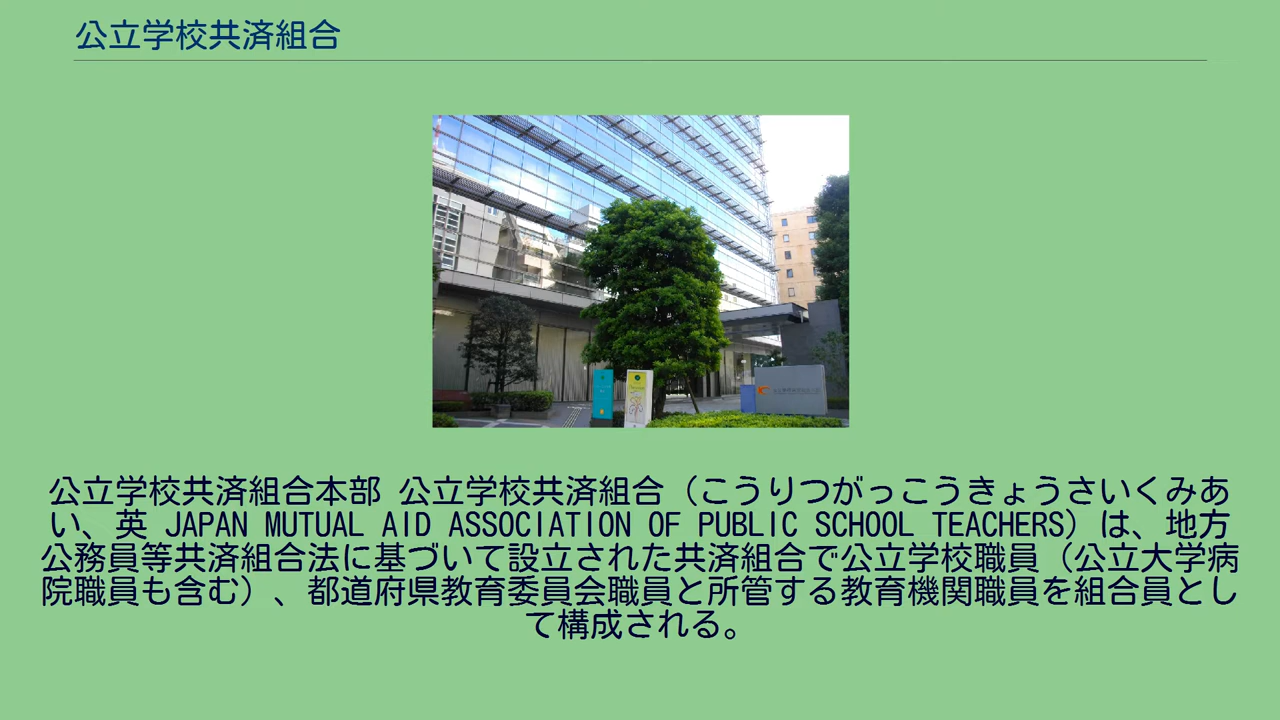 公立学校共済組合
公立学校共済組合本部 公立学校共済組合（こうりつがっこうきょうさいくみあ
い、英 JAPAN MUTUAL AID ASSOCIATION OF PUBLIC SCHOOL TEACHERS）は、地方
公務員等共済組合法に基づいて設立された共済組合で公立学校職員（公立大学病
院職員も含む）、都道府県教育委員会職員と所管する教育機関職員を組合員とし
て構成される。